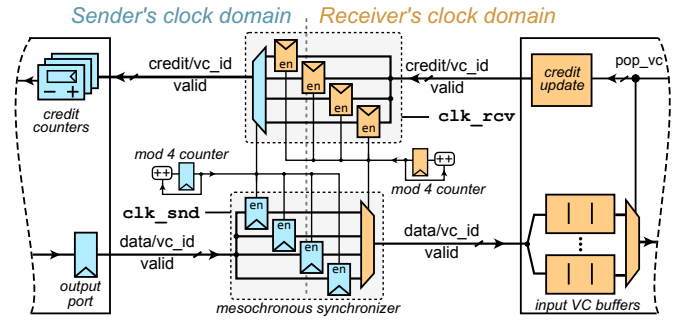 Sender's clock domain
Receiver's clock domain
credit/vc_id
valid
credit
counters
en
en
en
en
credit/vc_id
valid
clk_rcv
credit
update
pop_vc
mod 4 counter
++
++
mod 4 counter
clk_snd
en
en
en
en
data/vc_id
valid
output
port
mesochronous synchronizer
data/vc_id
valid
input VC buffers